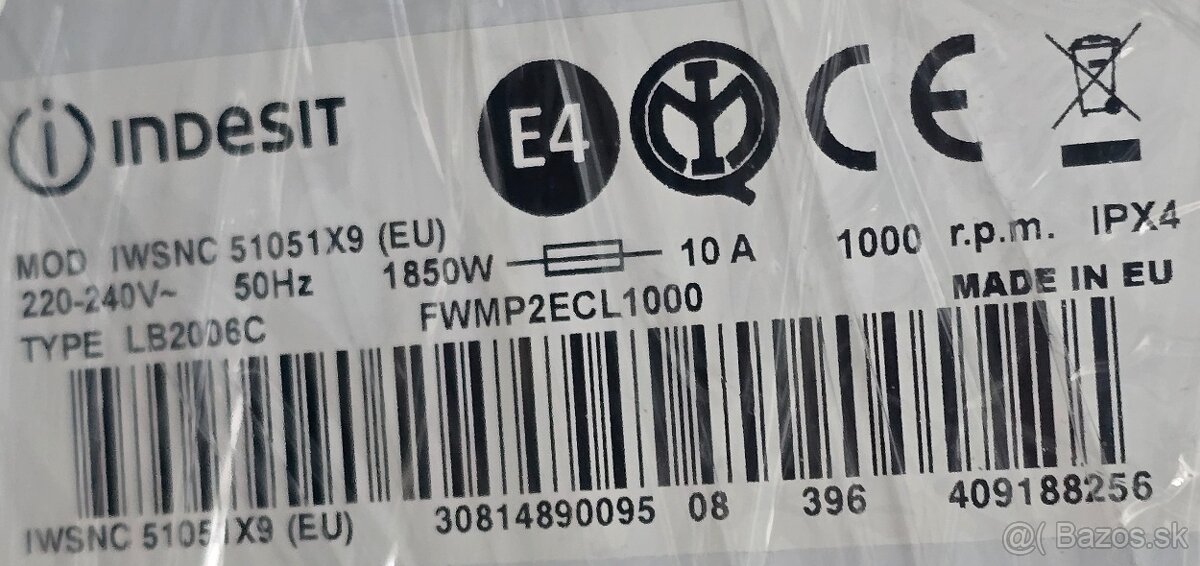 INDESIT
E4
MOD IWSNC 51051X9 (EU)
220-240V~ 50Hz 1850W 10 A 1000 r.p.m. IPX4
TYPE LB2006C FWMP2ECL1000 MADE IN EU
IWSNC 51051X9 (EU) 30814890095 08 396 409188256
@( Bazos.sk